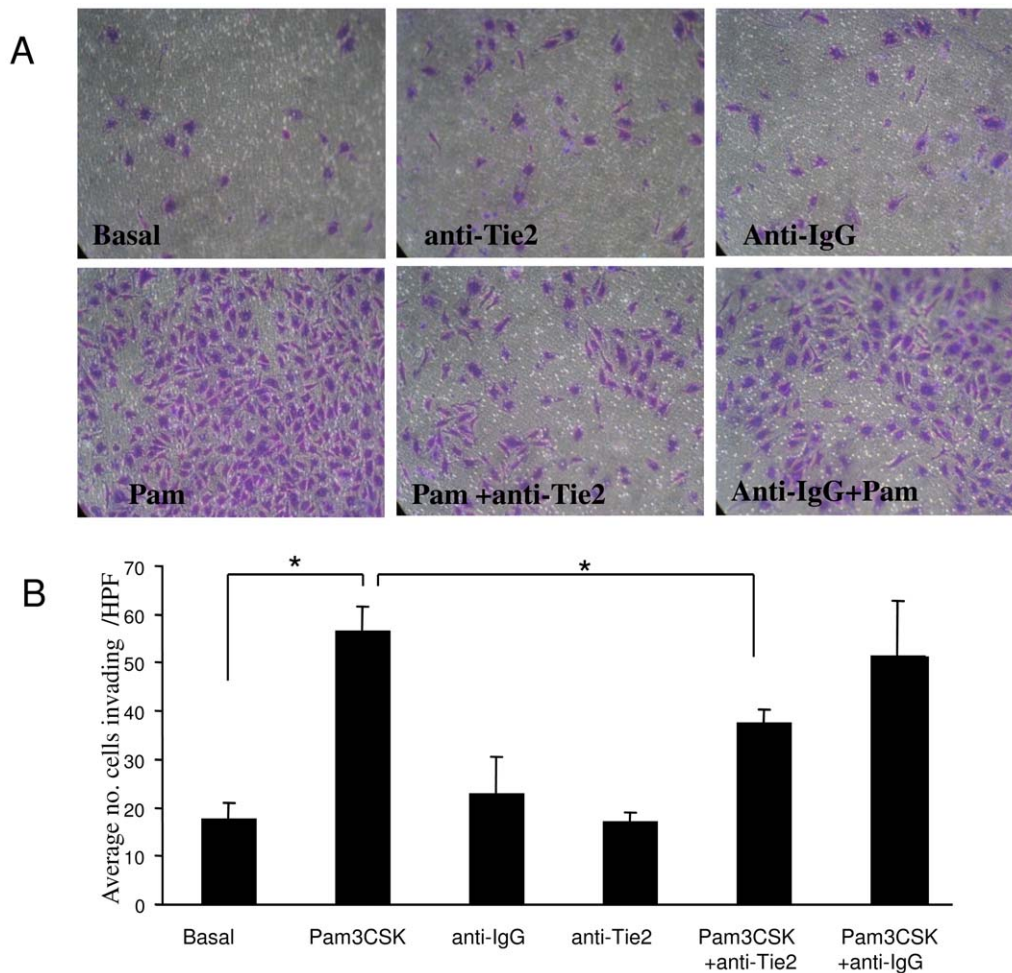 A
Basal
anti-Tie2
Anti-IgG
Pam
Pam +anti-Tie2
Anti-IgG+Pam
B
Average no. cells invading /HPF
70
60
50
40
30
20
10
0
*
*
Basal
Pam3CSK
anti-IgG
anti-Tie2
Pam3CSK
+anti-Tie2
Pam3CSK
+anti-IgG